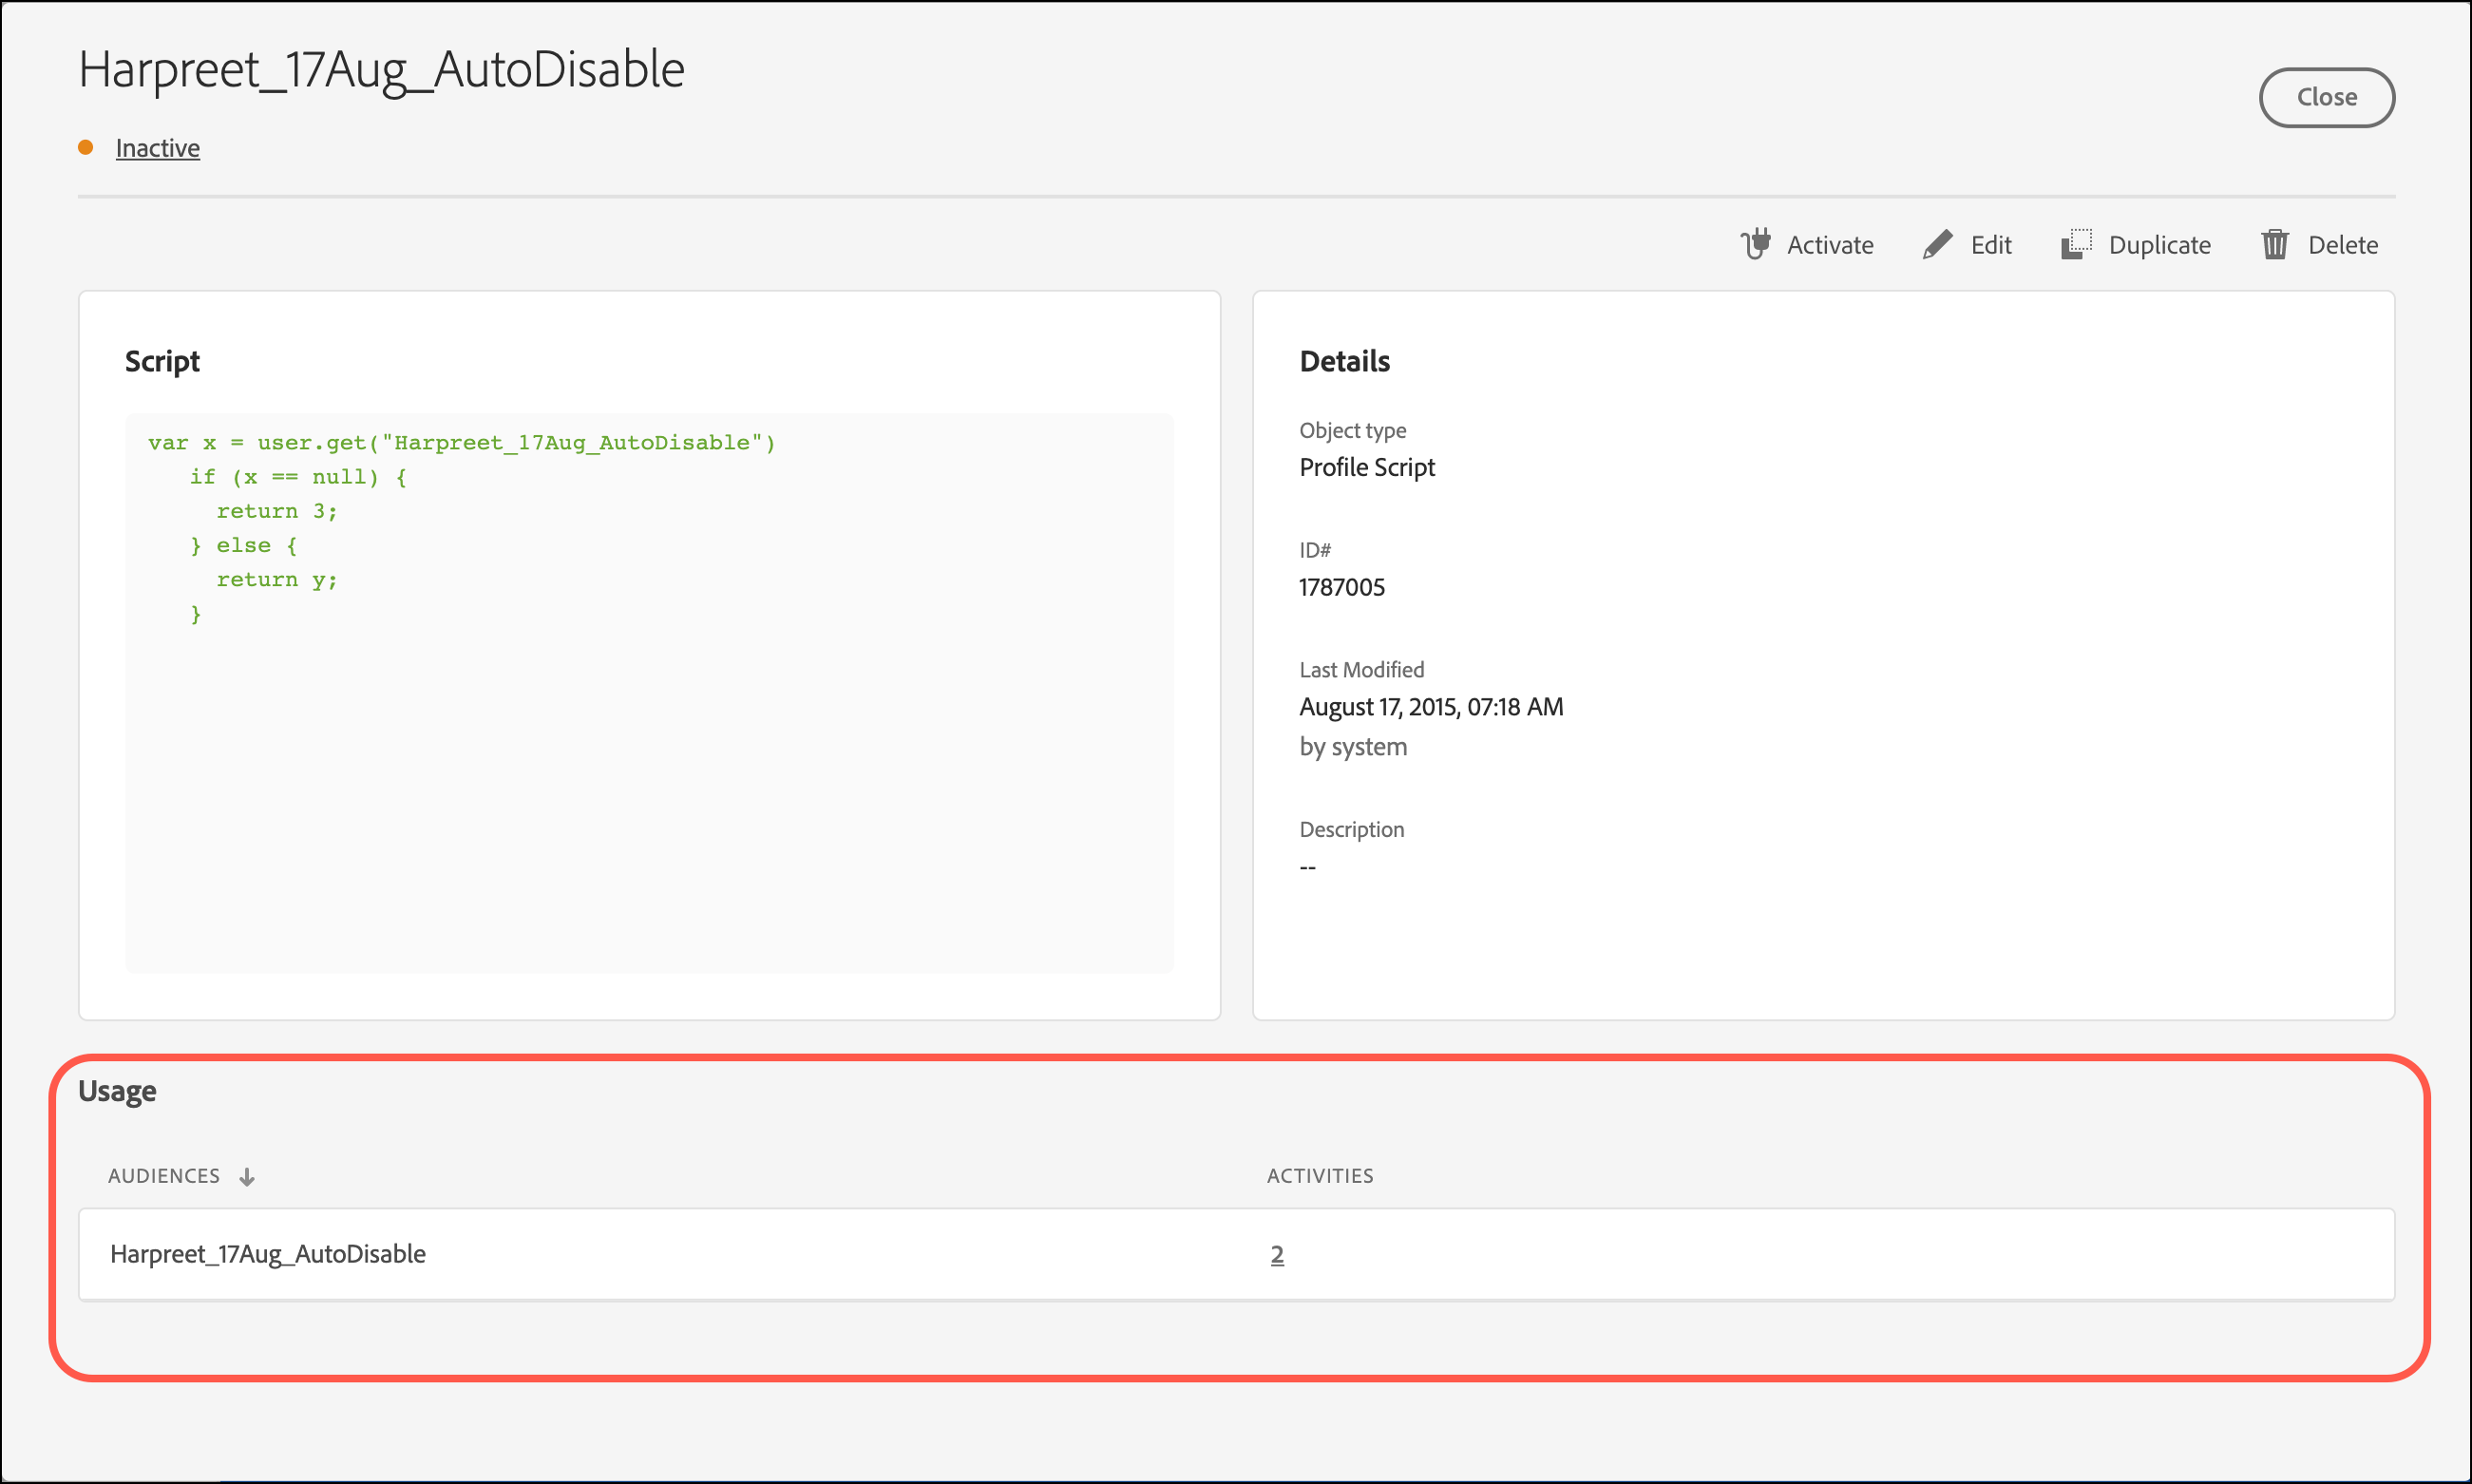 Harpreet_17Aug_AutoDisable
Close
Inactive
Activate Edit Duplicate Delete
Script
var x = user.get("Harpreet_17Aug_AutoDisable")
if (x == null) {
return 3;
} else {
return y;
}
Details
Object type
Profile Script
ID#
1787005
Last Modified
August 17, 2015, 07:18 AM
by system
Description
--
Usage
AUDIENCES ACTIVITIES
Harpreet_17Aug_AutoDisable 2